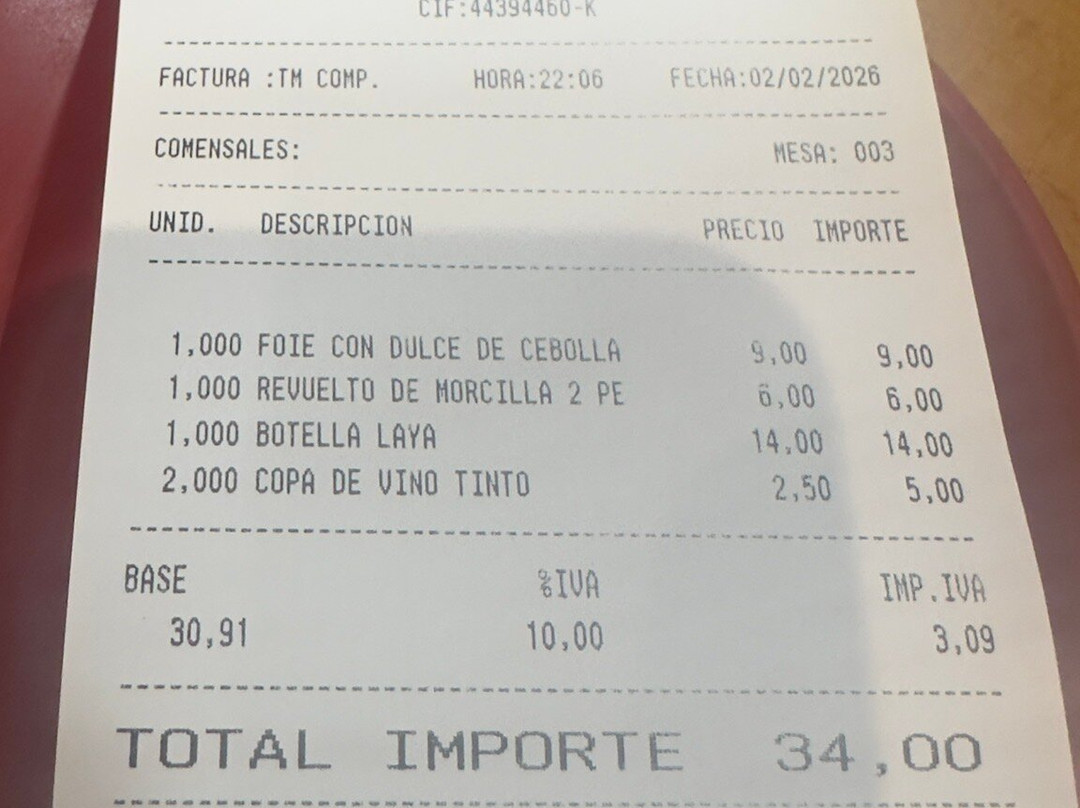 CIF:44394460-K
FACTURA :TM COMP. HORA:22:06 FECHA:02/02/2026
COMENSALES: MESA: 003
UNID. DESCRIPCION PRECIO IMPORTE
1,000 FOIE CON DULCE DE CEBOLLA 9,00 9,00
1,000 REVUELTO DE MORCILLA 2 PE 6,00 6,00
1,000 BOTELLA LAYA 14,00 14,00
2,000 COPA DE VINO TINTO 2,50 5,00
BASE %IVA IMP.IVA
30,91 10,00 3,09
TOTAL IMPORTE 34,00